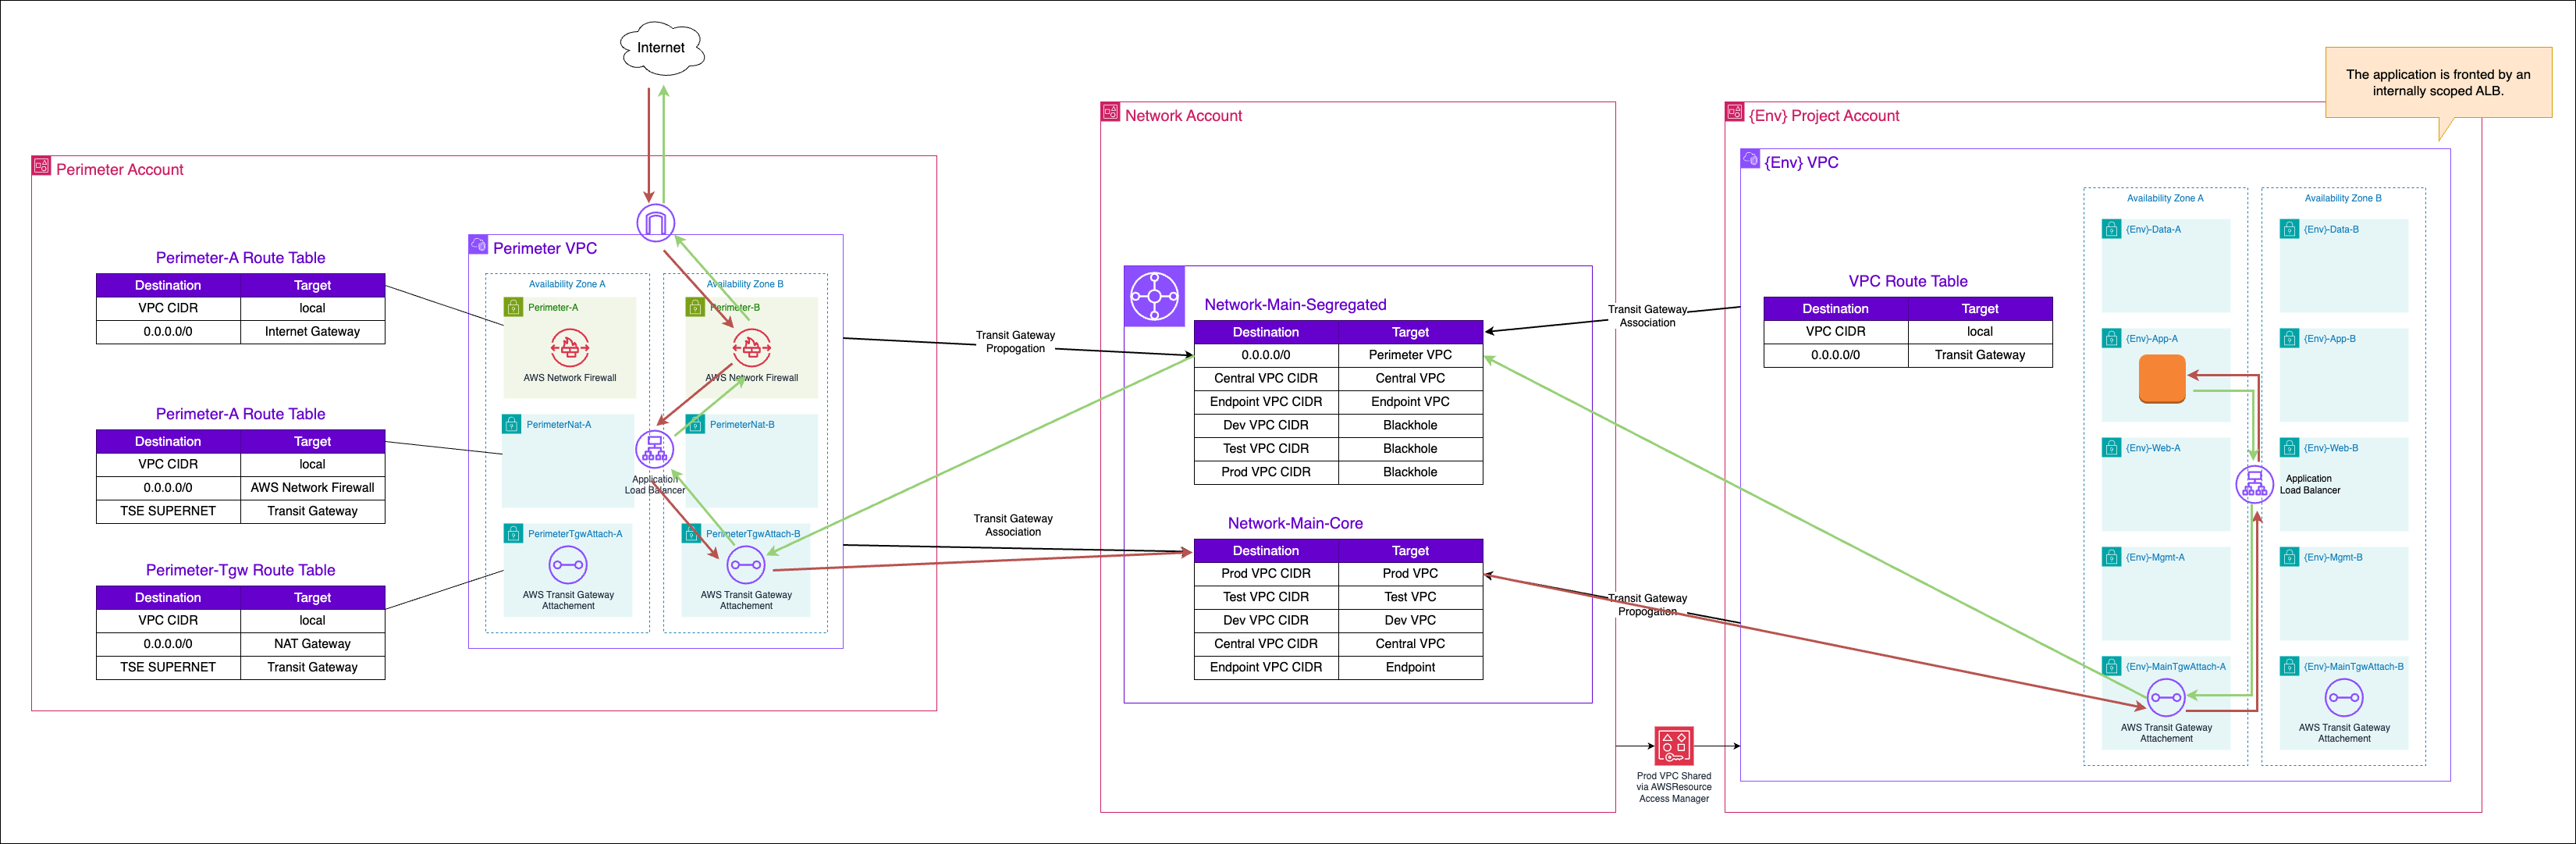 Internet
The application is fronted by an
internally scoped ALB.
Perimeter Account
Perimeter-A Route Table
Destination Target
VPC CIDR local
0.0.0.0/0 Internet Gateway
Perimeter-A Route Table
Destination Target
VPC CIDR local
0.0.0.0/0 AWS Network Firewall
TSE SUPERNET Transit Gateway
Perimeter-Tgw Route Table
Destination Target
VPC CIDR local
0.0.0.0/0 NAT Gateway
TSE SUPERNET Transit Gateway
Perimeter VPC
Availability Zone A
Availability Zone B
Perimeter-A
Perimeter-B
AWS Network Firewall
AWS Network Firewall
PerimeterNat-A
PerimeterNat-B
Application
Load Balancer
PerimeterTgwAttach-A
PerimeterTgwAttach-B
AWS Transit Gateway
Attachement
AWS Transit Gateway
Attachement
Transit Gateway
Propogation
Transit Gateway
Association
Network Account
Network-Main-Segregated
Destination Target
0.0.0.0/0 Perimeter VPC
Central VPC CIDR Central VPC
Endpoint VPC CIDR Endpoint VPC
Dev VPC CIDR Blackhole
Test VPC CIDR Blackhole
Prod VPC CIDR Blackhole
Network-Main-Core
Destination Target
Prod VPC CIDR Prod VPC
Test VPC CIDR Test VPC
Dev VPC CIDR Dev VPC
Central VPC CIDR Central VPC
Endpoint VPC CIDR Endpoint
Transit Gateway
Association
Transit Gateway
Propogation
Prod VPC Shared
via AWSResource
Access Manager
{Env} Project Account
{Env} VPC
VPC Route Table
Destination Target
VPC CIDR local
0.0.0.0/0 Transit Gateway
Availability Zone A
Availability Zone B
{Env}-Data-A
{Env}-Data-B
{Env}-App-A
{Env}-App-B
{Env}-Web-A
{Env}-Web-B
Application
Load Balancer
{Env}-Mgmt-A
{Env}-Mgmt-B
{Env}-MainTgwAttach-A
{Env}-MainTgwAttach-B
AWS Transit Gateway
Attachement
AWS Transit Gateway
Attachement